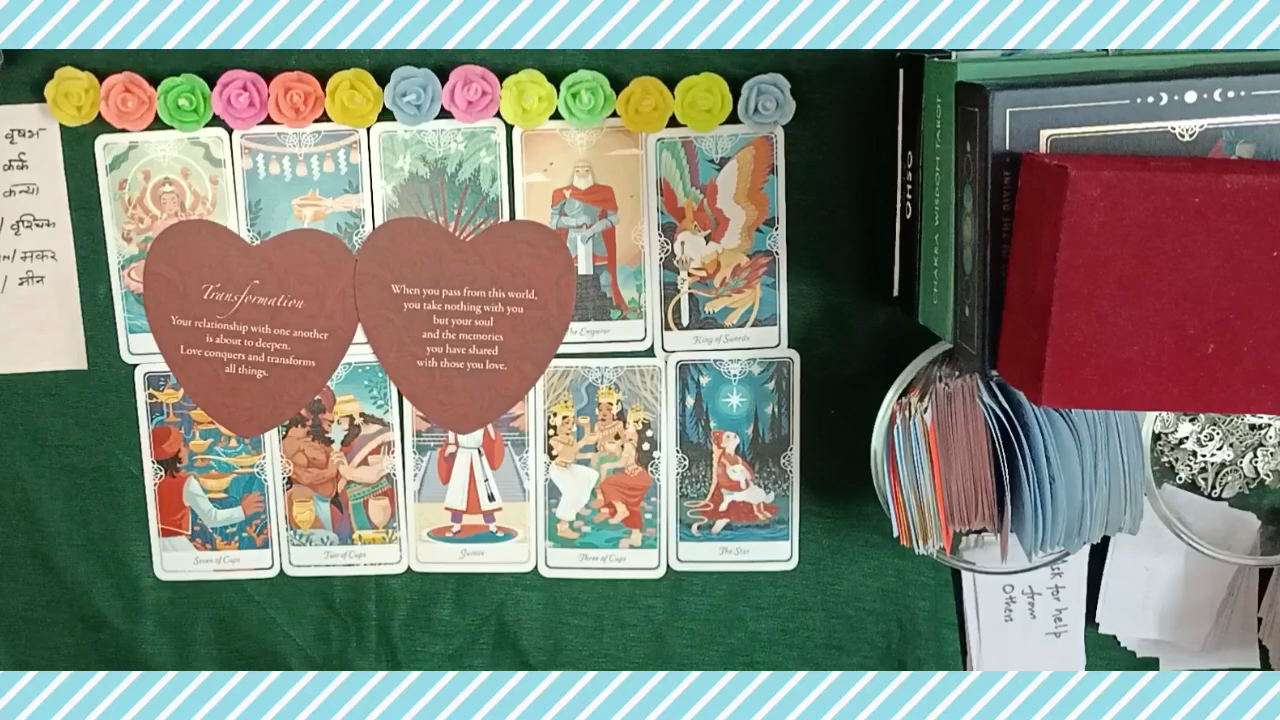 वृषभ
कर्क
कन्या
/ वृश्चिक
/ मकर
/ मीन
Transformation
Your relationship with one another
is about to deepen.
Love conquers and transforms
all things.
When you pass from this world,
you take nothing with you
but your soul
and the memories
you have shared
with those you love.
The Emperor
King of Swords
Seven of Cups
Two of Cups
Justice
Three of Cups
The Star
OSHO
CHAKRA WISDOM TAROT
Ask for help
from
Others